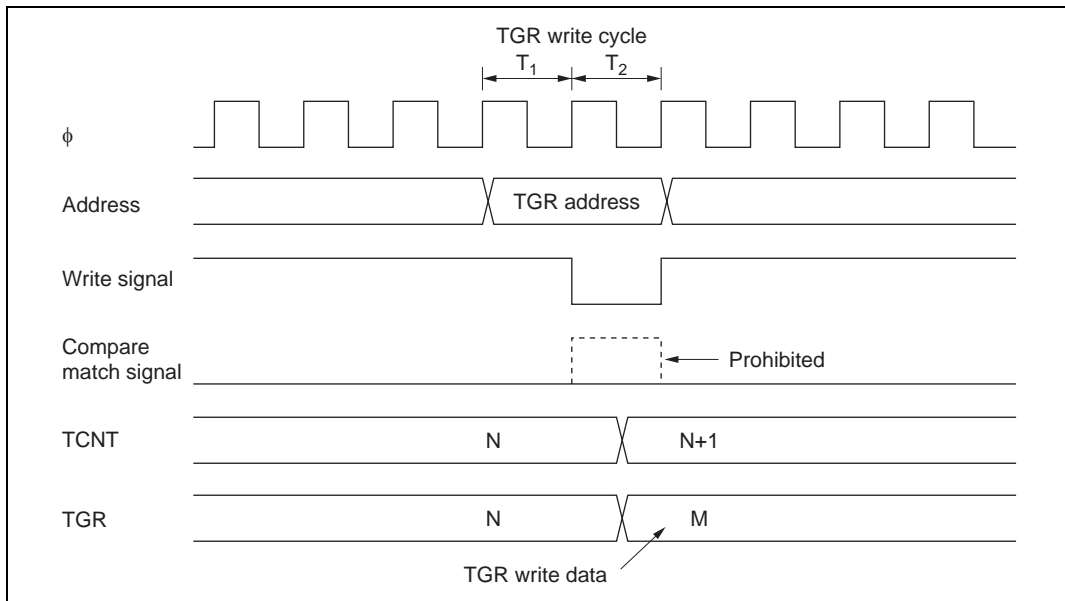 TGR write cycle
T1 T2
ϕ
Address TGR address
Write signal
Compare
match signal Prohibited
TCNT N N+1
TGR N M
TGR write data